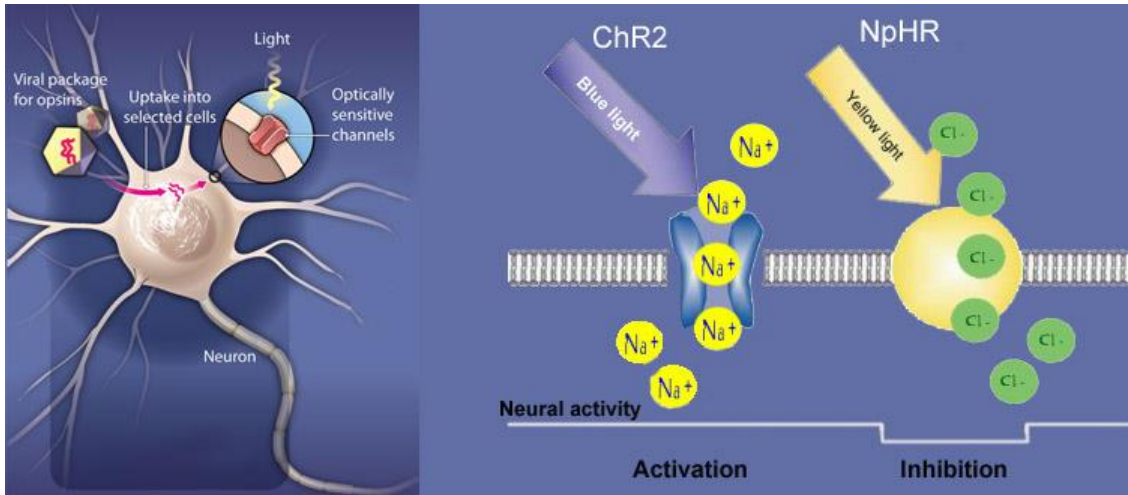 Viral package
for opsins
Uptake into
selected cells
Light
Optically
sensitive
channels
Neuron
ChR2
NpHR
Blue light
Yellow light
Na+
Na+
Na+
Na+
Na+
Na+
Cl-
Cl-
Cl-
Cl-
Cl-
Cl-
Neural activity
Activation
Inhibition